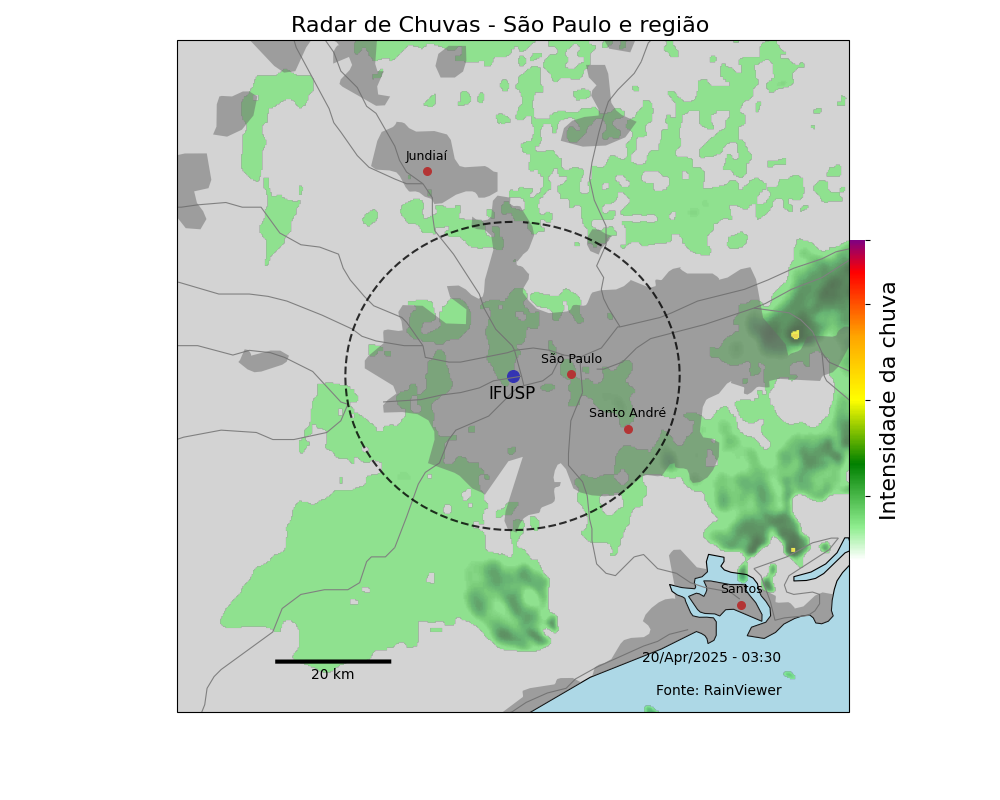 Radar de Chuvas - São Paulo e região
Jundiaí
São Paulo
IFUSP
Santo André
Intensidade da chuva
Santos
20/Apr/2025 - 03:30
20 km
Fonte: RainViewer